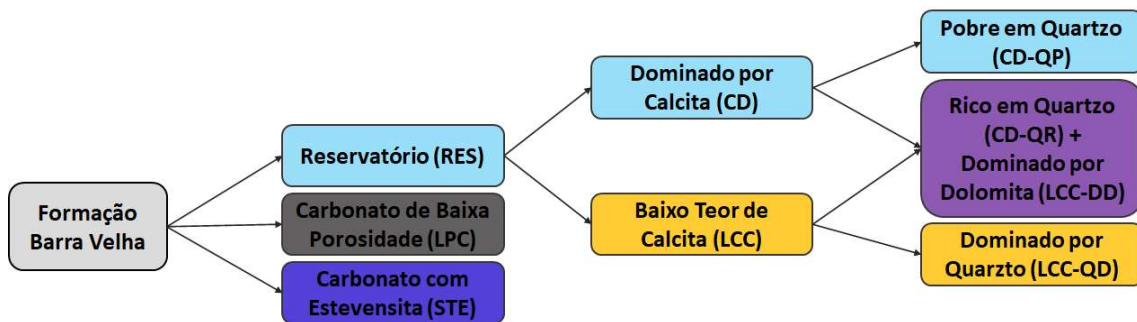 Formação
Barra Velha
Reservatório (RES)
Carbonato de Baixa
Porosidade (LPC)
Carbonato com
Estevensita (STE)
Dominado por
Calcita (CD)
Baixo Teor de
Calcita (LCC)
Pobre em Quartzo
(CD-QP)
Rico em Quartzo
(CD-QR) +
Dominado por
Dolomita (LCC-DD)
Dominado por
Quarzto (LCC-QD)